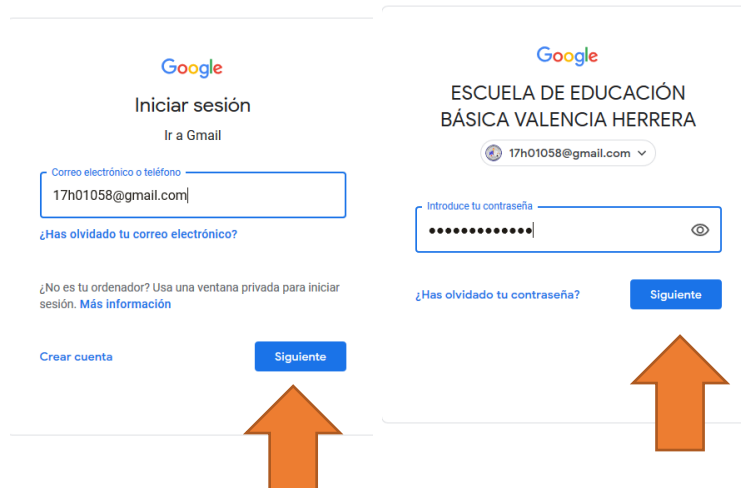 Google
Iniciar sesión
Ir a Gmail
Correo electrónico o teléfono
17h01058@gmail.com
¿Has olvidado tu correo electrónico?
¿No es tu ordenador? Usa una ventana privada para iniciar
sesión. Más información
Crear cuenta
Siguiente
Google
ESCUELA DE EDUCACIÓN
BÁSICA VALENCIA HERRERA
17h01058@gmail.com
Introduce tu contraseña
•••••••••••••
¿Has olvidado tu contraseña?
Siguiente